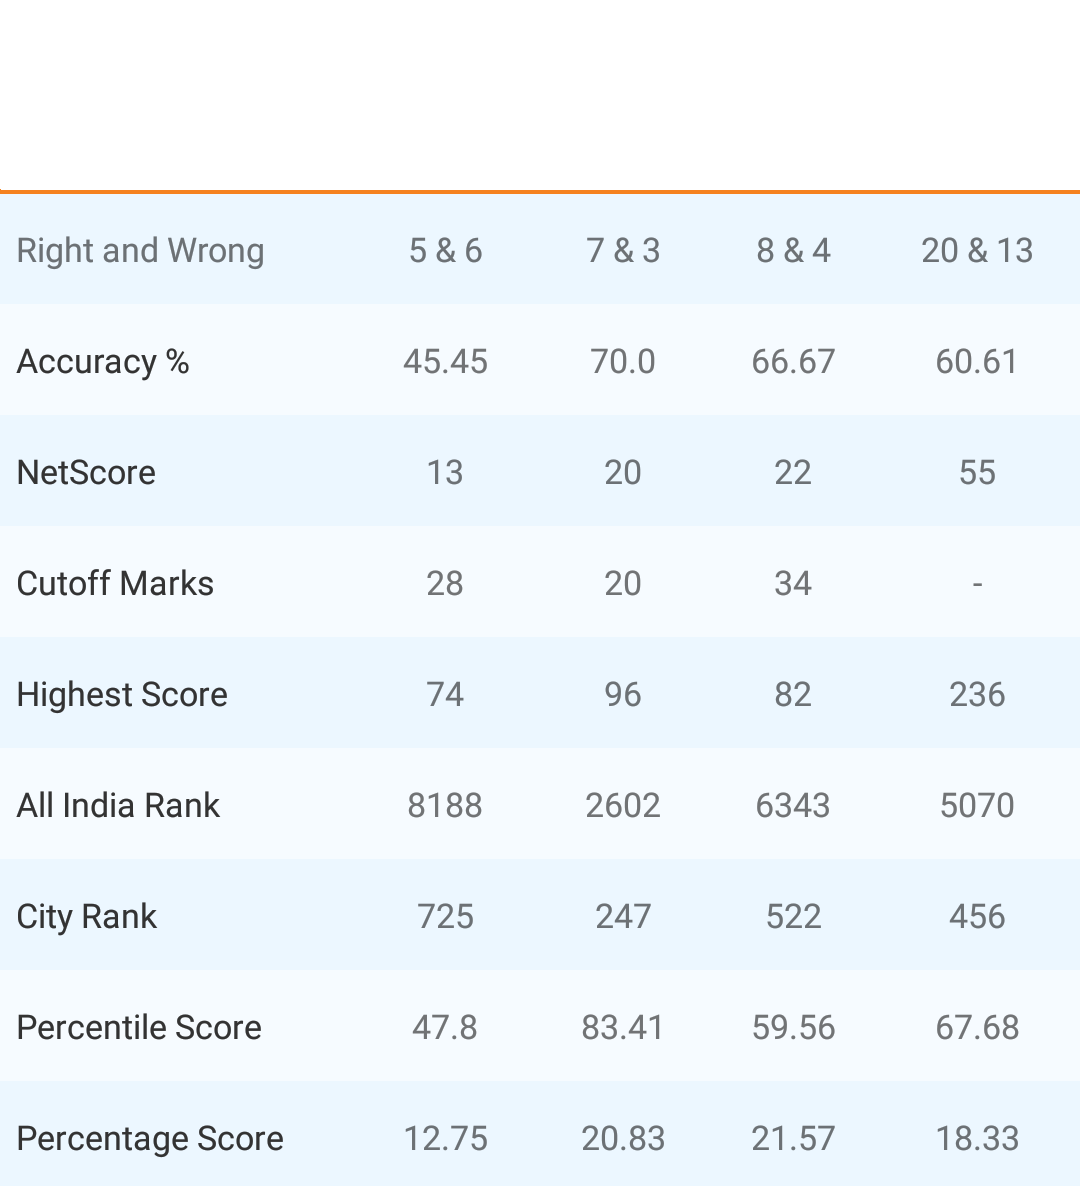 Right and Wrong 5 & 6 7 & 3 8 & 4 20 & 13
Accuracy % 45.45 70.0 66.67 60.61
NetScore 13 20 22 55
Cutoff Marks 28 20 34 -
Highest Score 74 96 82 236
All India Rank 8188 2602 6343 5070
City Rank 725 247 522 456
Percentile Score 47.8 83.41 59.56 67.68
Percentage Score 12.75 20.83 21.57 18.33